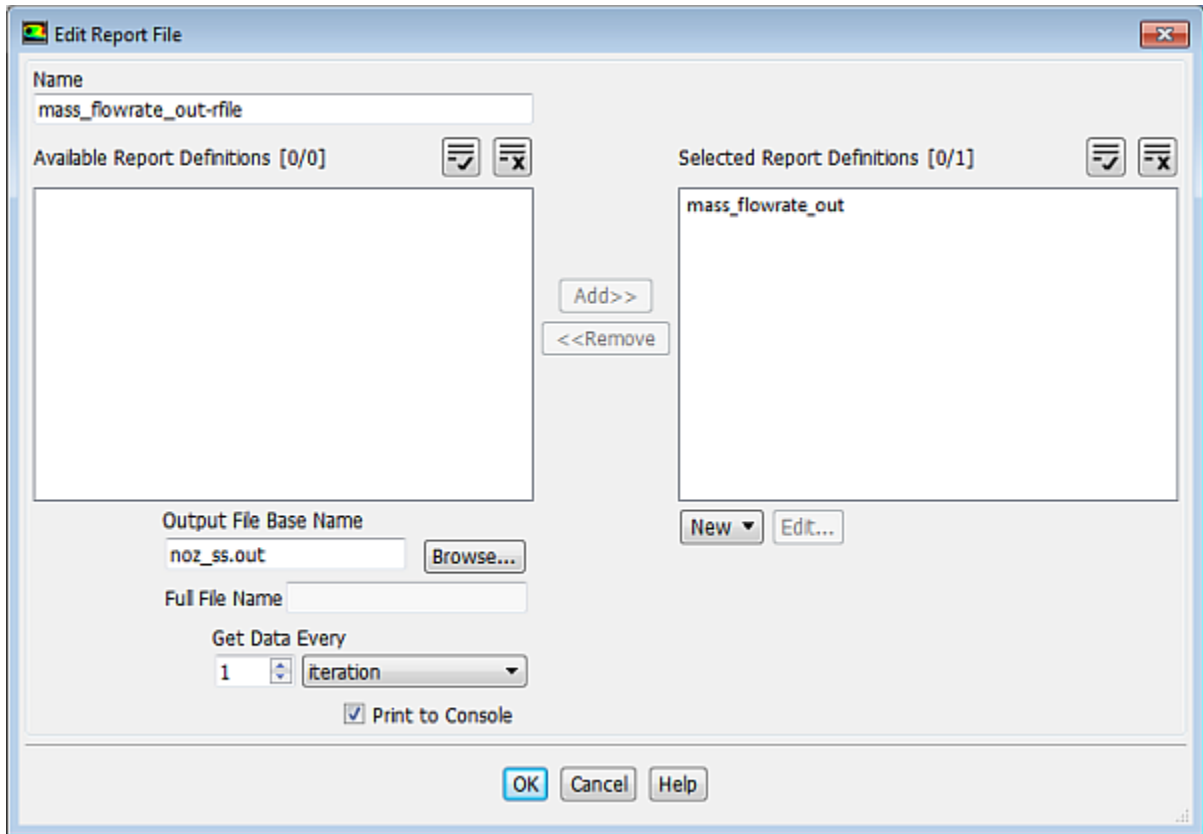 Edit Report File
Name
mass_flowrate_out-rfile
Available Report Definitions [0/0]
Selected Report Definitions [0/1]
mass_flowrate_out
Add>>
<<Remove
Output File Base Name
noz_ss.out
Browse...
New
Edit...
Full File Name
Get Data Every
1
iteration
Print to Console
OK
Cancel
Help